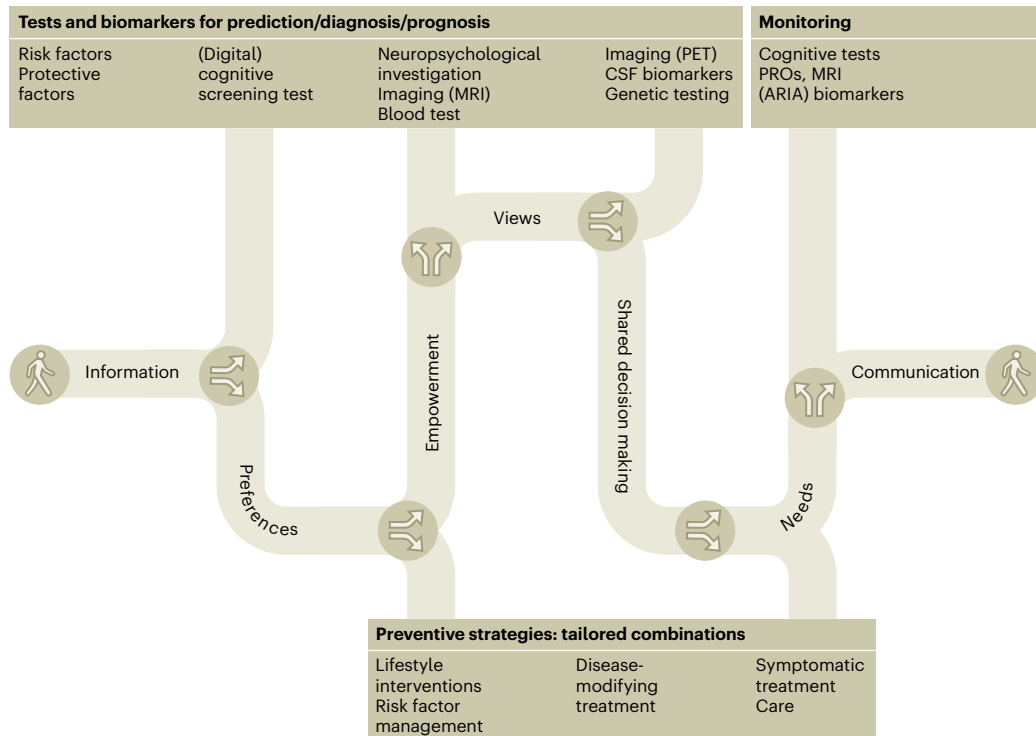 Tests and biomarkers for prediction/diagnosis/prognosis
Risk factors
Protective
factors
(Digital)
cognitive
screening test
Neuropsychological
investigation
Imaging (MRI)
Blood test
Imaging (PET)
CSF biomarkers
Genetic testing
Monitoring
Cognitive tests
PROs, MRI
(ARIA) biomarkers
Information
Preferences
Empowerment
Views
Shared decision making
Needs
Communication
Preventive strategies: tailored combinations
Lifestyle
interventions
Risk factor
management
Disease-
modifying
treatment
Symptomatic
treatment
Care